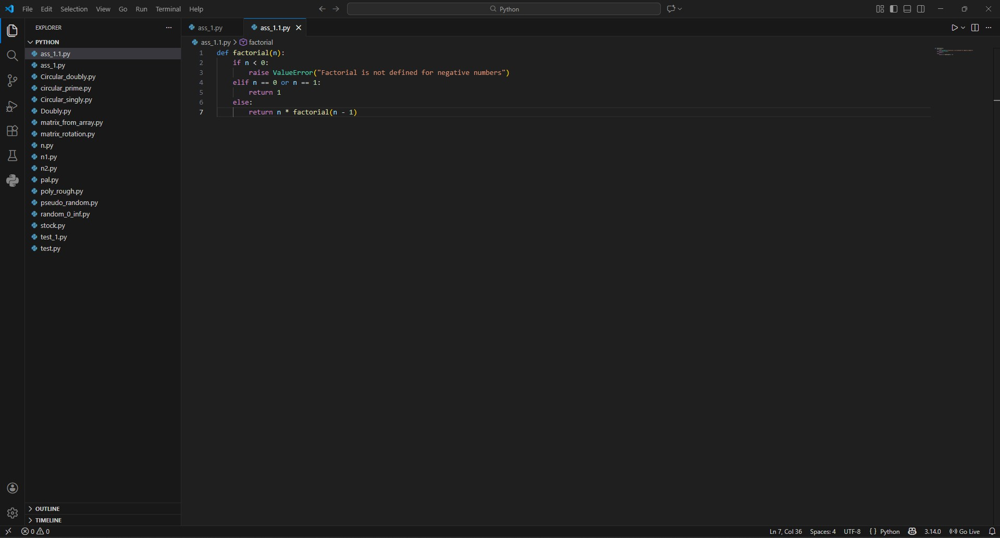 File Edit Selection View Go Run Terminal Help
Python
EXPLORER
PYTHON
ass_1.1.py
ass_1.py
Circular_doubly.py
circular_prime.py
Circular_singly.py
Doubly.py
matrix_from_array.py
matrix_rotation.py
n.py
n1.py
n2.py
pal.py
poly_rough.py
pseudo_random.py
random_0_inf.py
stock.py
test_1.py
test.py
OUTLINE
TIMELINE
ass_1.py ass_1.1.py
ass_1.1.py > factorial
1 def factorial(n):
2 if n < 0:
3 raise ValueError("Factorial is not defined for negative numbers")
4 elif n == 0 or n == 1:
5 return 1
6 else:
7 return n * factorial(n - 1)
0 0 Ln 7, Col 36 Spaces: 4 UTF-8 { } Python 3.14.0 Go Live